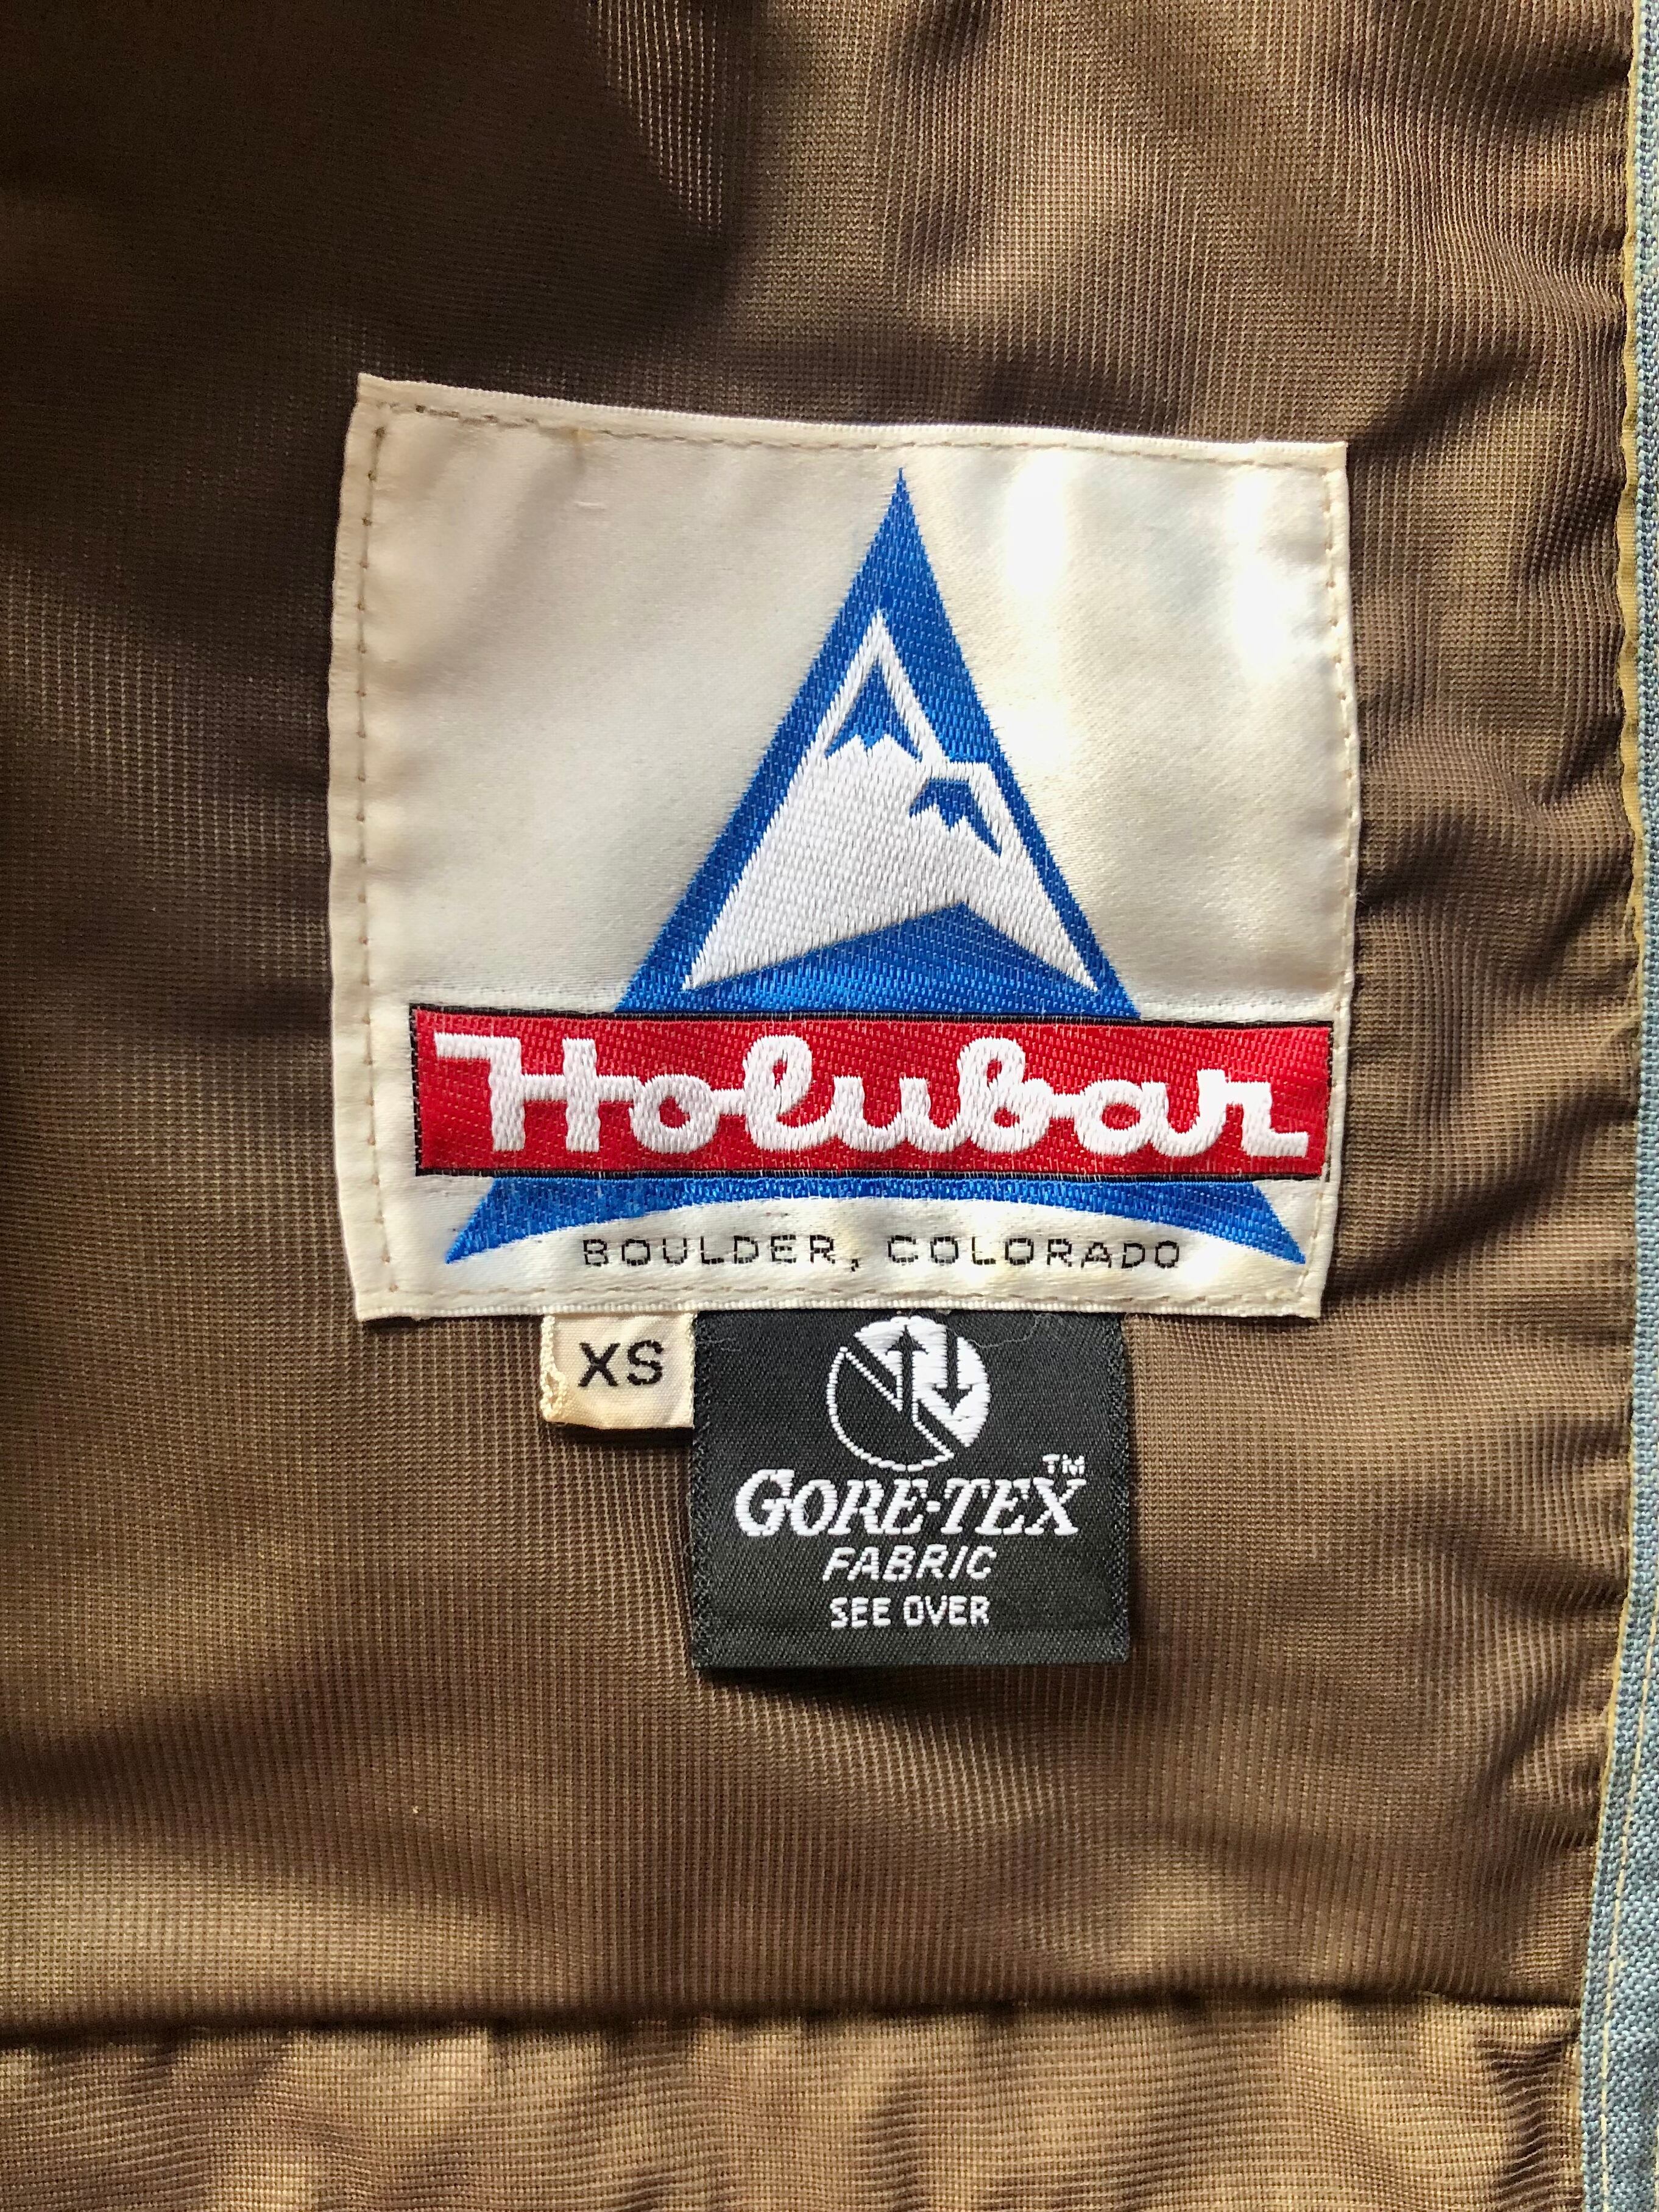 Holubar
BOULDER, COLORADO
XS
GORE-TEX™
FABRIC
SEE OVER